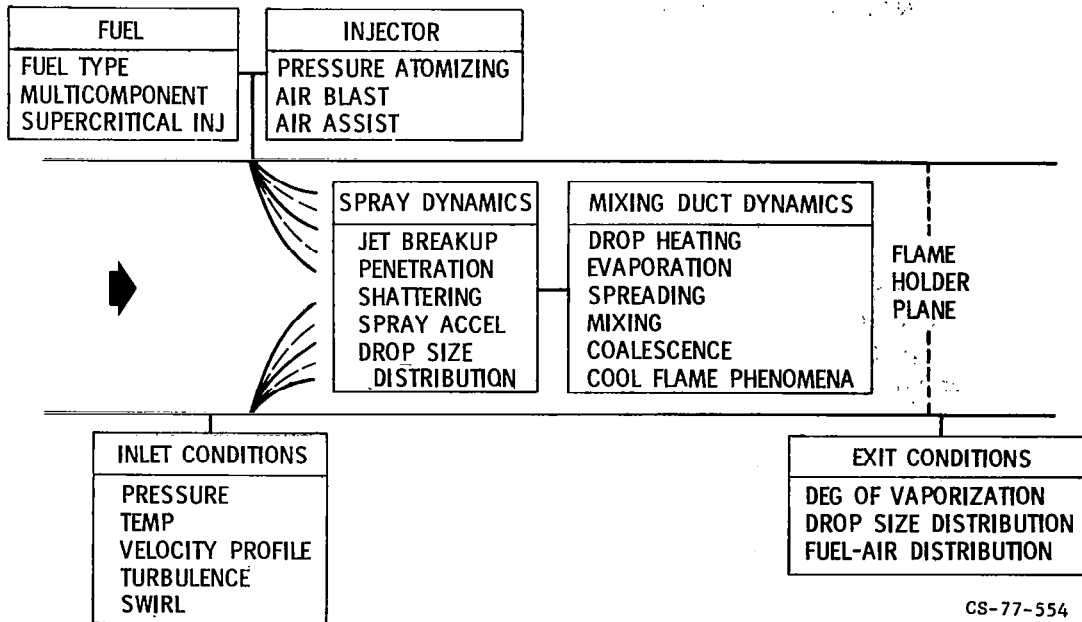 FUEL
FUEL TYPE
MULTICOMPONENT
SUPERCRITICAL INJ
INJECTOR
PRESSURE ATOMIZING
AIR BLAST
AIR ASSIST
SPRAY DYNAMICS
JET BREAKUP
PENETRATION
SHATTERING
SPRAY ACCEL
DROP SIZE
DISTRIBUTION
MIXING DUCT DYNAMICS
DROP HEATING
EVAPORATION
SPREADING
MIXING
COALESCENCE
COOL FLAME PHENOMENA
FLAME
HOLDER
PLANE
INLET CONDITIONS
PRESSURE
TEMP
VELOCITY PROFILE
TURBULENCE
SWIRL
EXIT CONDITIONS
DEG OF VAPORIZATION
DROP SIZE DISTRIBUTION
FUEL-AIR DISTRIBUTION
CS-77-554